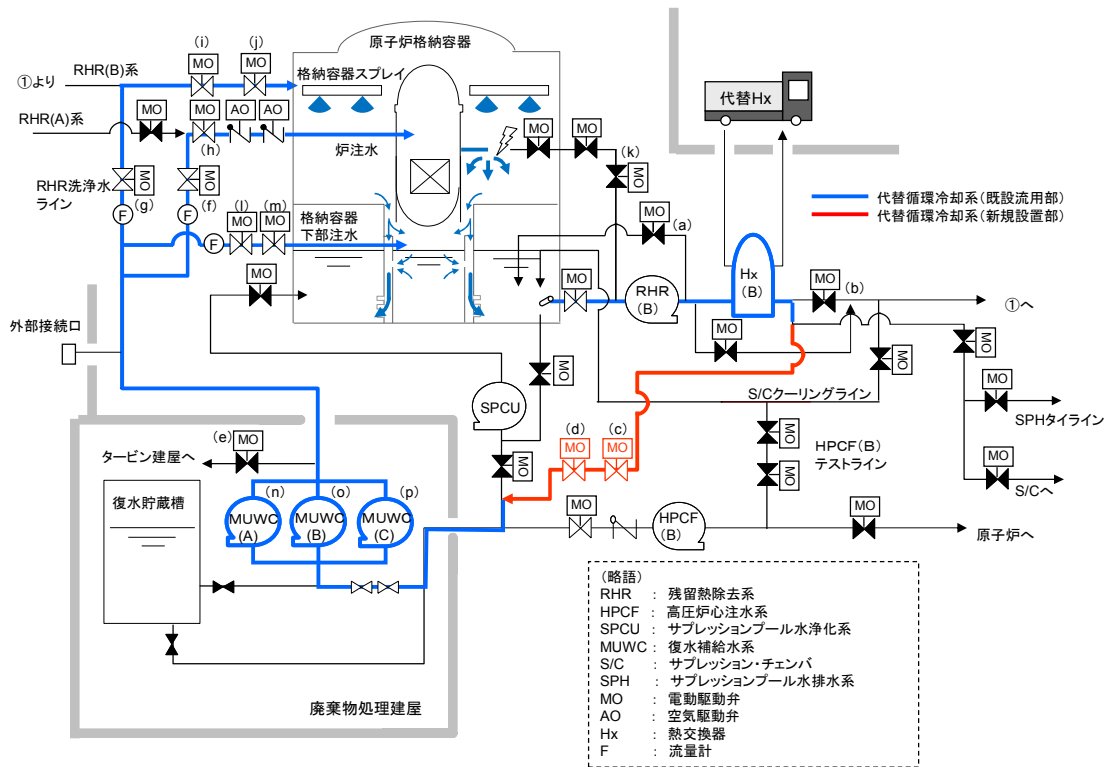 (i)
(j)
MO
MO
原子炉格納容器
RHR(B)系
①より
格納容器スプレイ
代替Hx
RHR(A)系
MO
MO
AO
AO
MO
MO
炉注水
(h)
(k)
MO
RHR洗浄水
ライン
MO
(g)
MO
(f)
代替循環冷却系(既設流用部)
代替循環冷却系(新規設置部)
F
F
(l)
(m)
MO
MO
F
格納容器
下部注水
MO
(a)
MO
MO
RHR
(B)
Hx
(B)
MO
(b)
①へ
外部接続口
MO
MO
MO
MO
MO
SPHタイライン
S/Cクーリングライン
SPCU
(d)
(c)
MO
MO
MO
MO
HPCF(B)
テストライン
MO
MO
S/Cへ
(e)
MO
タービン建屋へ
復水貯蔵槽
(n)
(o)
(p)
MUWC
(A)
MUWC
(B)
MUWC
(C)
MO
HPCF
(B)
MO
原子炉へ
廃棄物処理建屋
(略語)
RHR : 残留熱除去系
HPCF : 高圧炉心注水系
SPCU : サプレッションプール水浄化系
MUWC : 復水補給水系
S/C : サプレッション・チェンバ
SPH : サプレッションプール水排水系
MO : 電動駆動弁
AO : 空気駆動弁
Hx : 熱交換器
F : 流量計